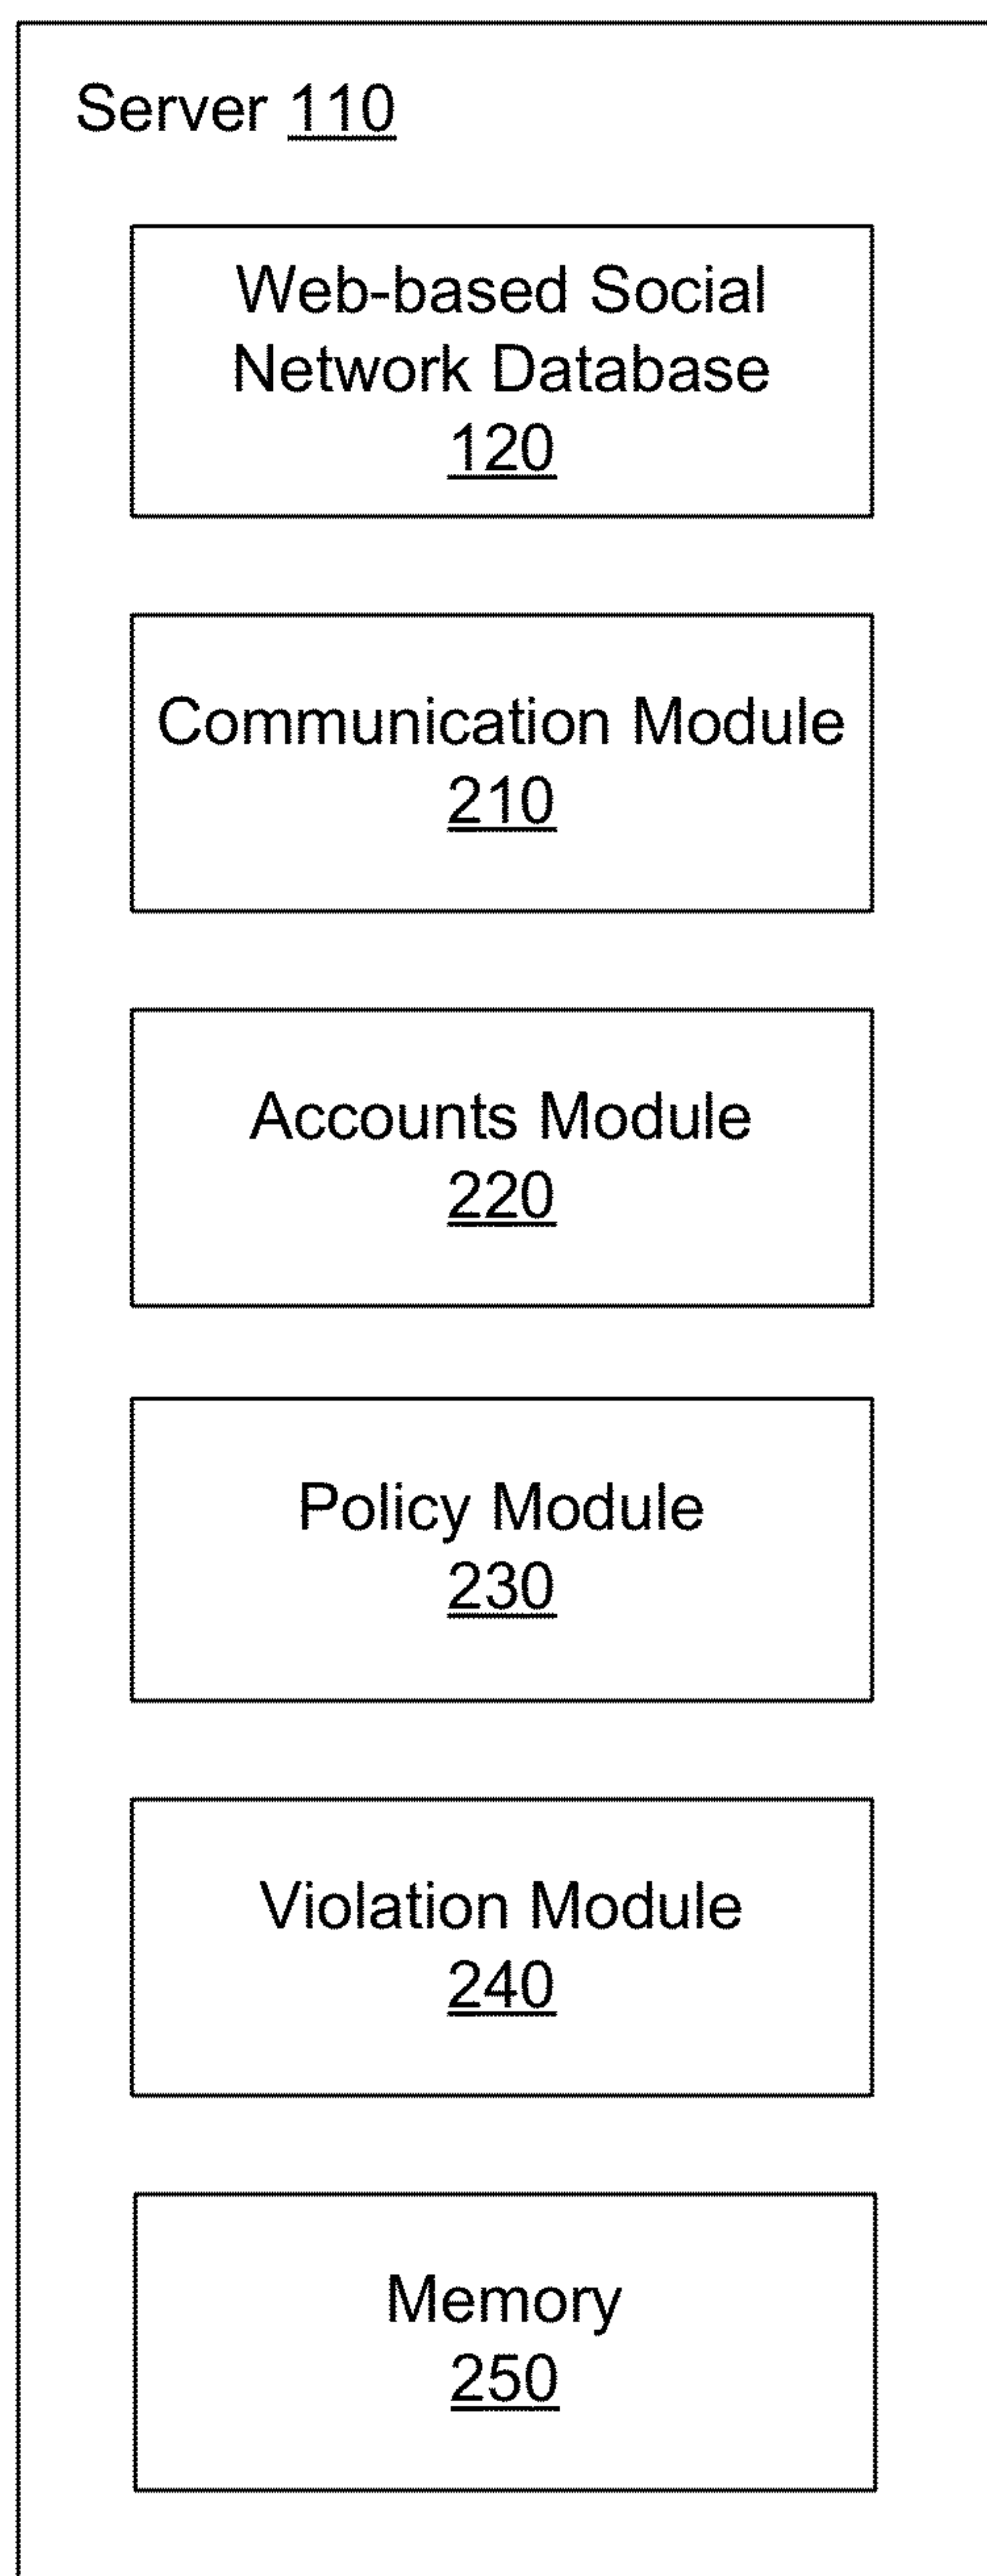 Server 110
Web-based Social
Network Database
120
Communication Module
210
Accounts Module
220
Policy Module
230
Violation Module
240
Memory
250